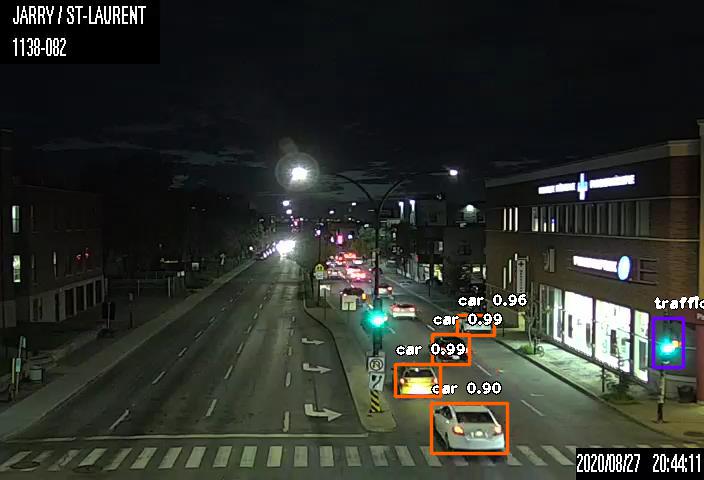 JARRY / ST-LAURENT
1138-082
car 0.96
car 0.99
car 0.99
car 0.90
traffic
2020/08/27 20:44:11